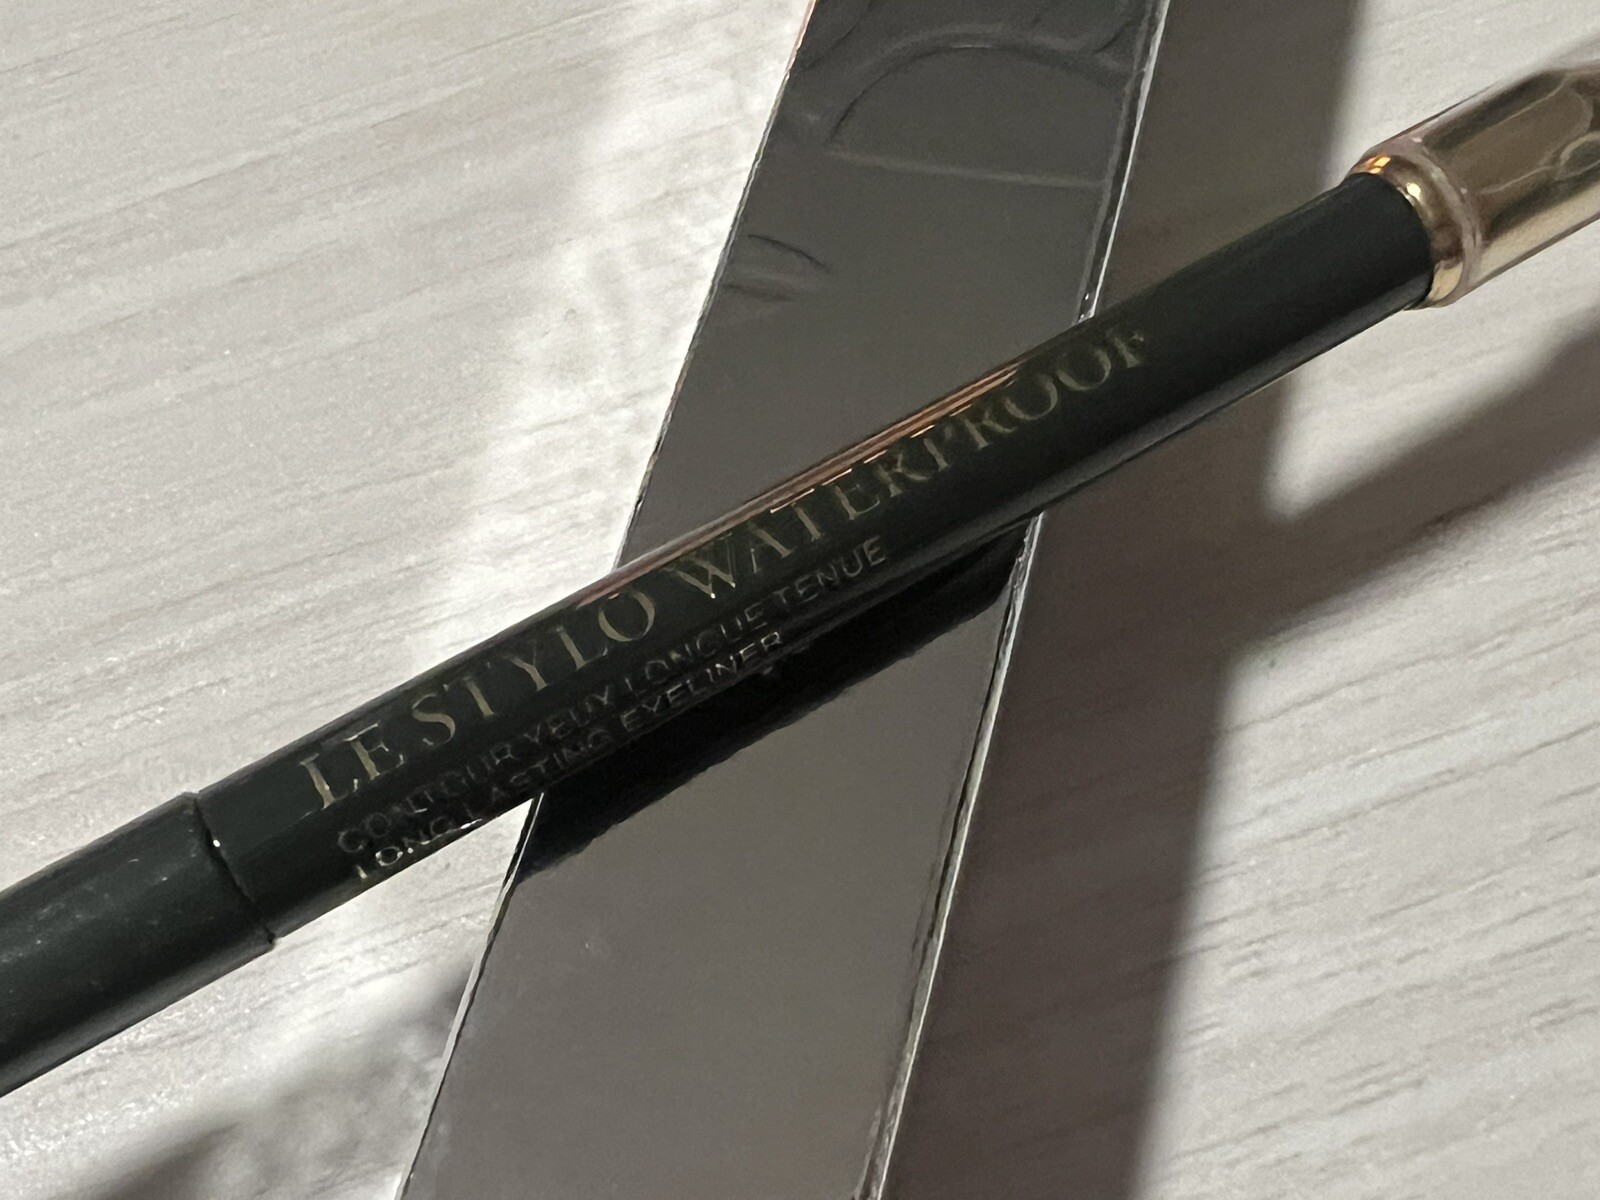 LE STYLO WATERPROOF
CONTOUR YEUX LONGUE TENUE
LONG LASTING EYELINER